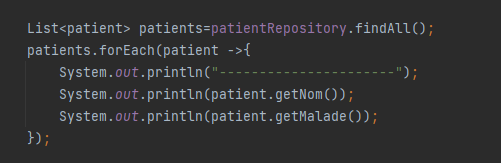 List<patient> patients=patientRepository.findAll();
patients.forEach(patient ->{
    System.out.println("----------------------");
    System.out.println(patient.getNom());
    System.out.println(patient.getMalade());
});